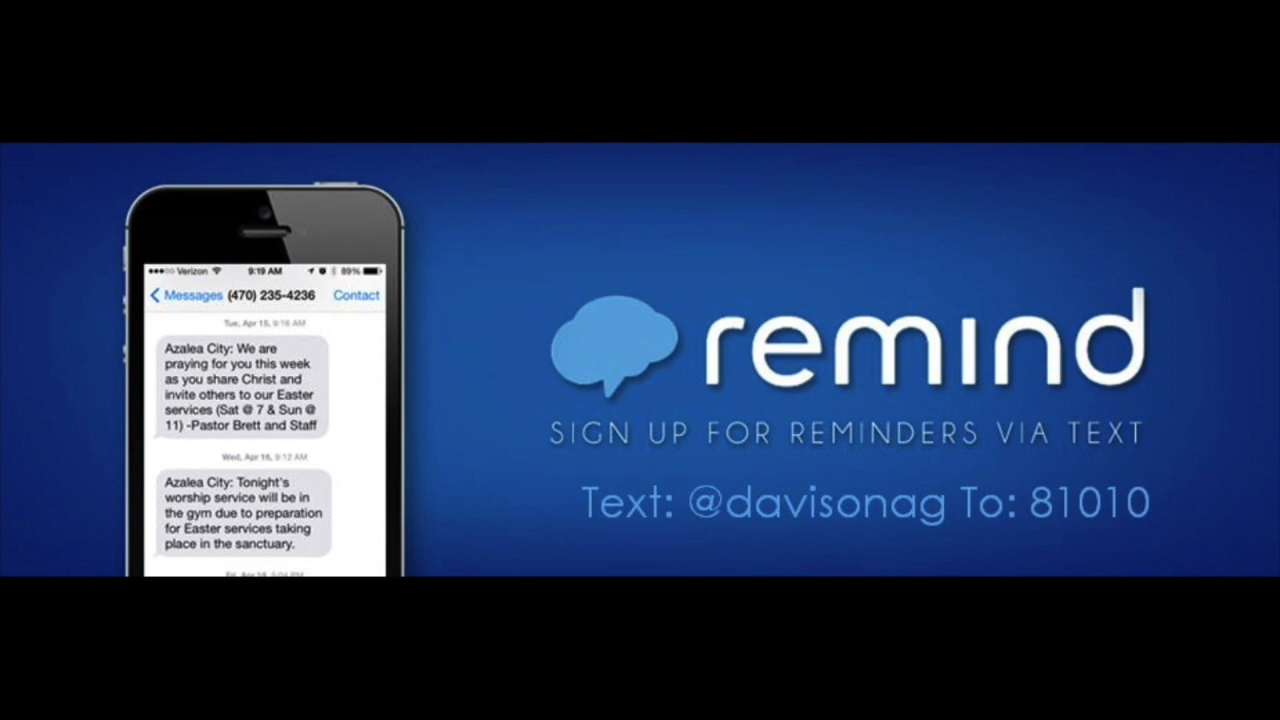 Verizon 9:19 AM 89%
Messages (470) 235-4236 Contact
Tue, Apr 15, 9:16 AM
Azalea City: We are
praying for you this week
as you share Christ and
invite others to our Easter
services (Sat @ 7 & Sun @
11) -Pastor Brett and Staff
Wed, Apr 16, 9:12 AM
Azalea City: Tonight's
worship service will be in
the gym due to preparation
for Easter services taking
place in the sanctuary.
remind
SIGN UP FOR REMINDERS VIA TEXT
Text: @davisonag To: 81010